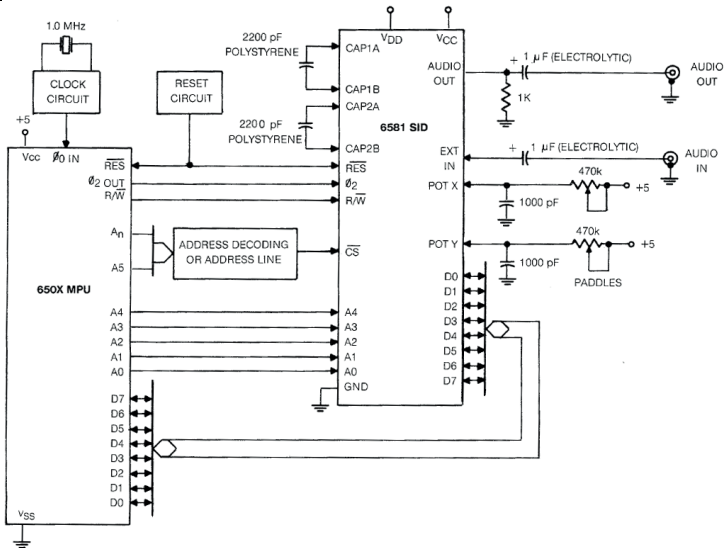 1.0 MHz
CLOCK
CIRCUIT
+5
RESET
CIRCUIT
2200 pF
POLYSTYRENE
2200 pF
POLYSTYRENE
VDD
VCC
CAP1A
CAP1B
CAP2A
CAP2B
RES
Ø2
R/W
CS
A4
A3
A2
A1
A0
GND
6581 SID
AUDIO
OUT
EXT
IN
POT X
POT Y
D0
D1
D2
D3
D4
D5
D6
D7
+ 1 µF (ELECTROLYTIC)
1K
AUDIO
OUT
+ 1 µF (ELECTROLYTIC)
AUDIO
IN
470k
+5
1000 pF
470k
+5
1000 pF
PADDLES
Vcc
Ø0 IN
RES
Ø2 OUT
R/W
An
A5
ADDRESS DECODING
OR ADDRESS LINE
650X MPU
A4
A3
A2
A1
A0
D7
D6
D5
D4
D3
D2
D1
D0
VSS